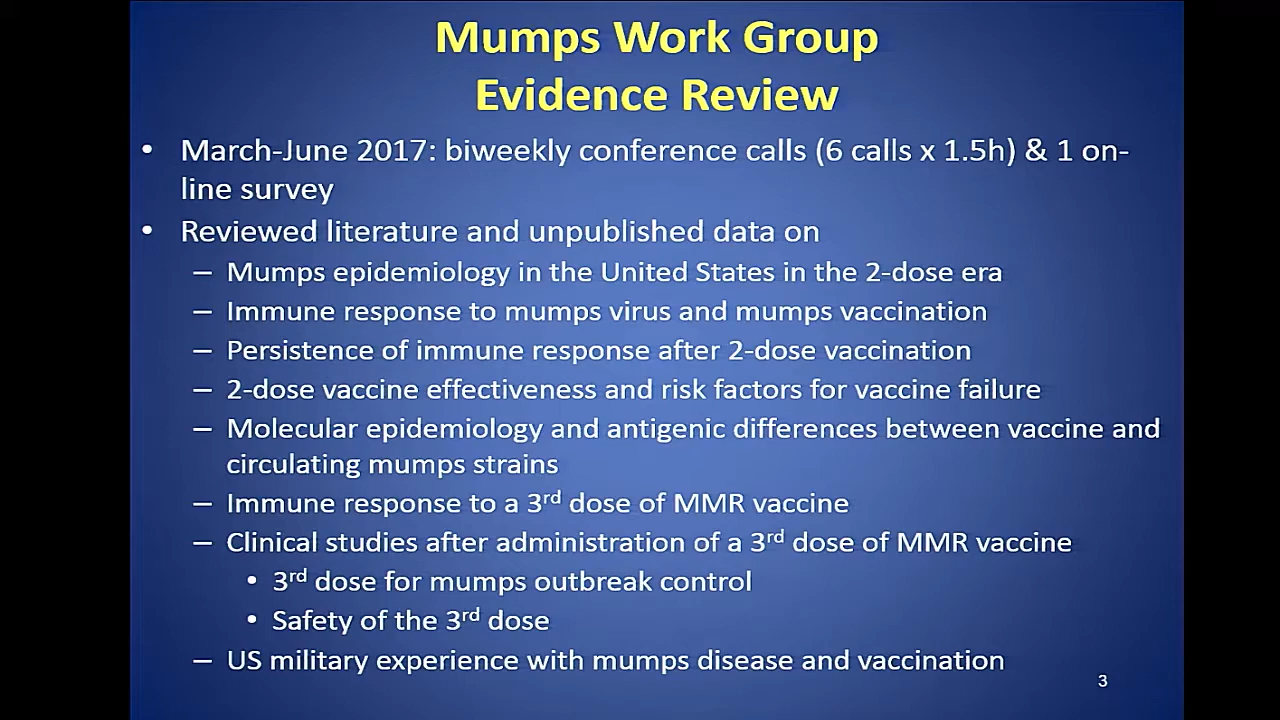 Mumps Work Group
Evidence Review
• March-June 2017: biweekly conference calls (6 calls x 1.5h) & 1 on-
line survey
• Reviewed literature and unpublished data on
– Mumps epidemiology in the United States in the 2-dose era
– Immune response to mumps virus and mumps vaccination
– Persistence of immune response after 2-dose vaccination
– 2-dose vaccine effectiveness and risk factors for vaccine failure
– Molecular epidemiology and antigenic differences between vaccine and
circulating mumps strains
– Immune response to a 3rd dose of MMR vaccine
– Clinical studies after administration of a 3rd dose of MMR vaccine
• 3rd dose for mumps outbreak control
• Safety of the 3rd dose
– US military experience with mumps disease and vaccination
3